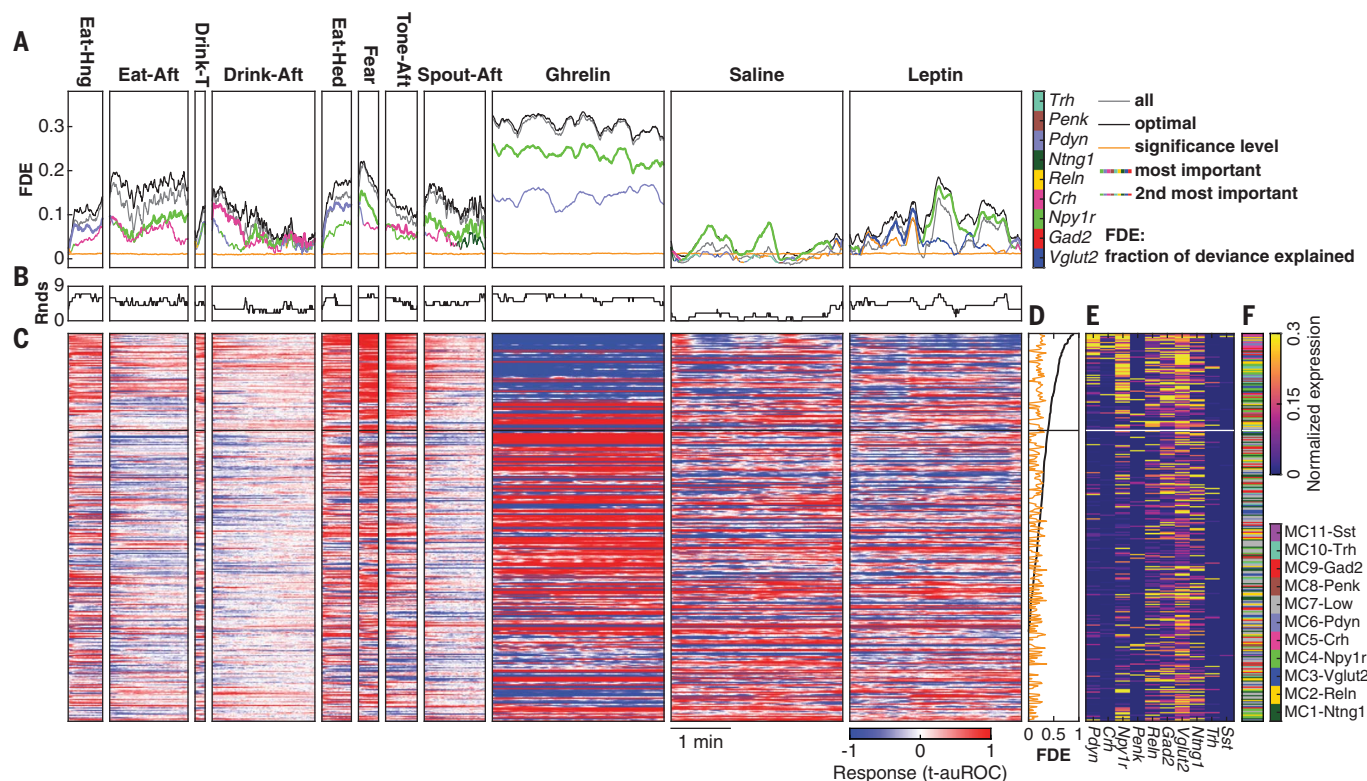 A
Eat-Hng
Eat-Aft
Drink-T
Drink-Aft
Eat-Hed
Fear
Tone-Aft
Spout-Aft
Ghrelin
Saline
Leptin
FDE
0.3
0.2
0.1
0
Trh
Penk
Pdyn
Ntng1
Reln
Crh
Npy1r
Gad2
Vglut2
all
optimal
significance level
most important
2nd most important
FDE:
fraction of deviance explained
B
Rnds
9
0
C
D
E
F
0.3
0.15
0
Normalized expression
MC11-Sst
MC10-Trh
MC9-Gad2
MC8-Penk
MC7-Low
MC6-Pdyn
MC5-Crh
MC4-Npy1r
MC3-Vglut2
MC2-Reln
MC1-Ntng1
1 min
-1
0
1
Response (t-auROC)
0
0.5
1
FDE
Pdyn
Crh
Npy1r
Penk
Reln
Gad2
Vglut2
Ntng1
Trh
Sst